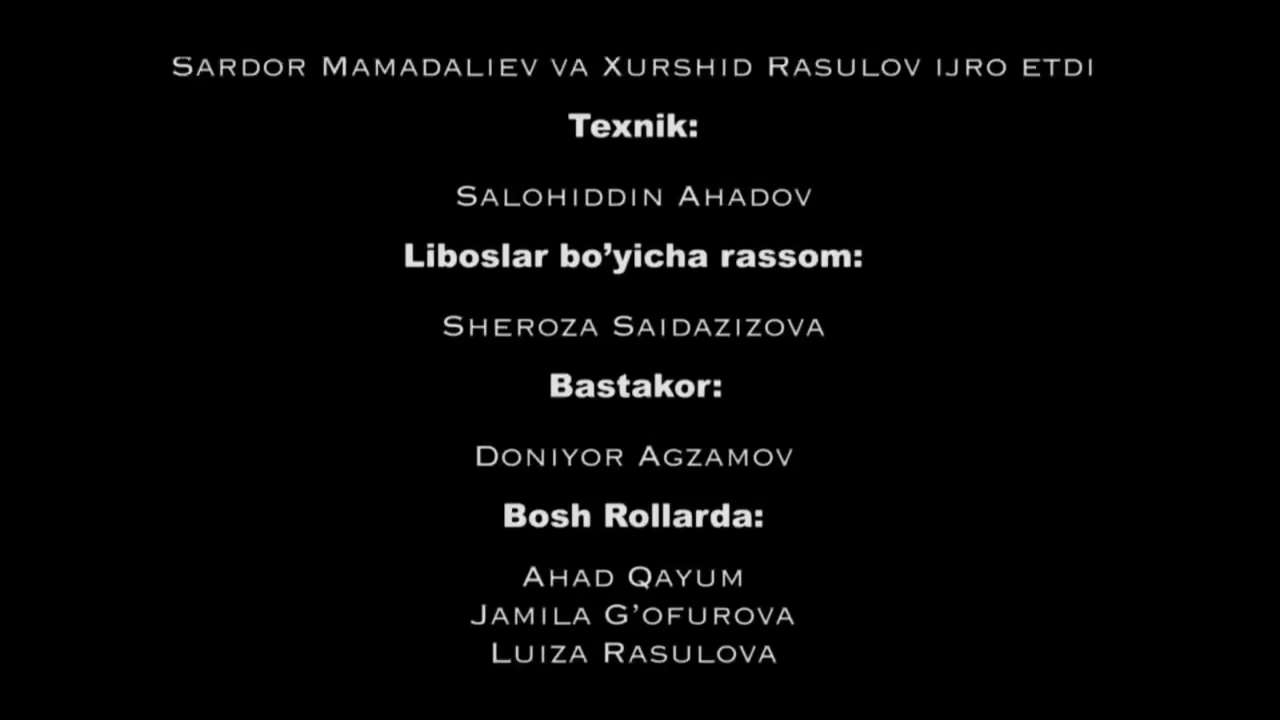 Sardor Mamadaliev va Xurshid Rasulov ijro etdi
Texnik:
Salohiddin Ahadov
Liboslar bo’yicha rassom:
Sheroza Saidazizova
Bastakor:
Doniyor Agzamov
Bosh Rollarda:
Ahad Qayum
Jamila G’ofurova
Luiza Rasulova